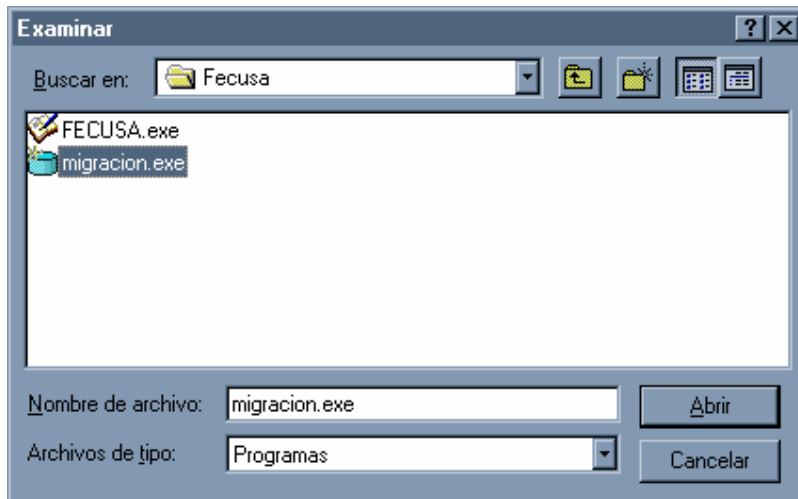 Examinar
Buscar en: Fecusa
FECUSA.exe
migracion.exe
Nombre de archivo: migracion.exe Abrir
Archivos de tipo: Programas Cancelar